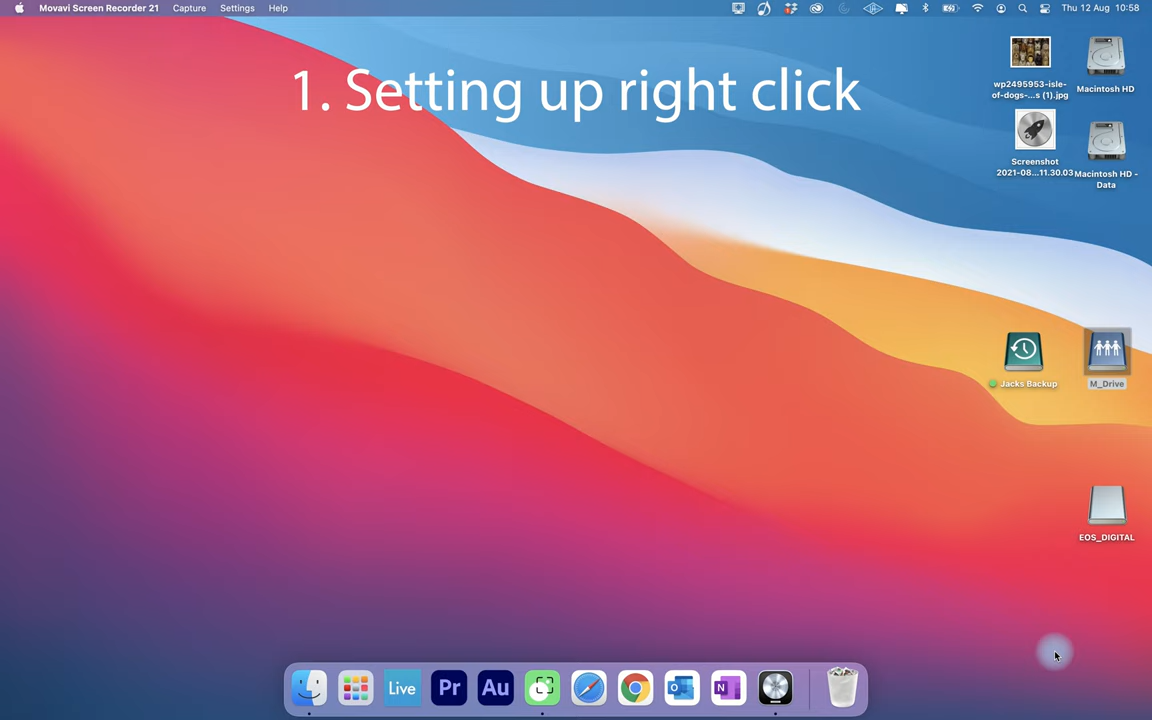 Movavi Screen Recorder 21 Capture Settings Help Thu 12 Aug 10:58
1. Setting up right click
wp2495953-isle-
of-dogs-...s (1).jpg
Macintosh HD
Screenshot
2021-08...11.30.03
Macintosh HD -
Data
Jacks Backup
M_Drive
EOS_DIGITAL
Live Pr Au